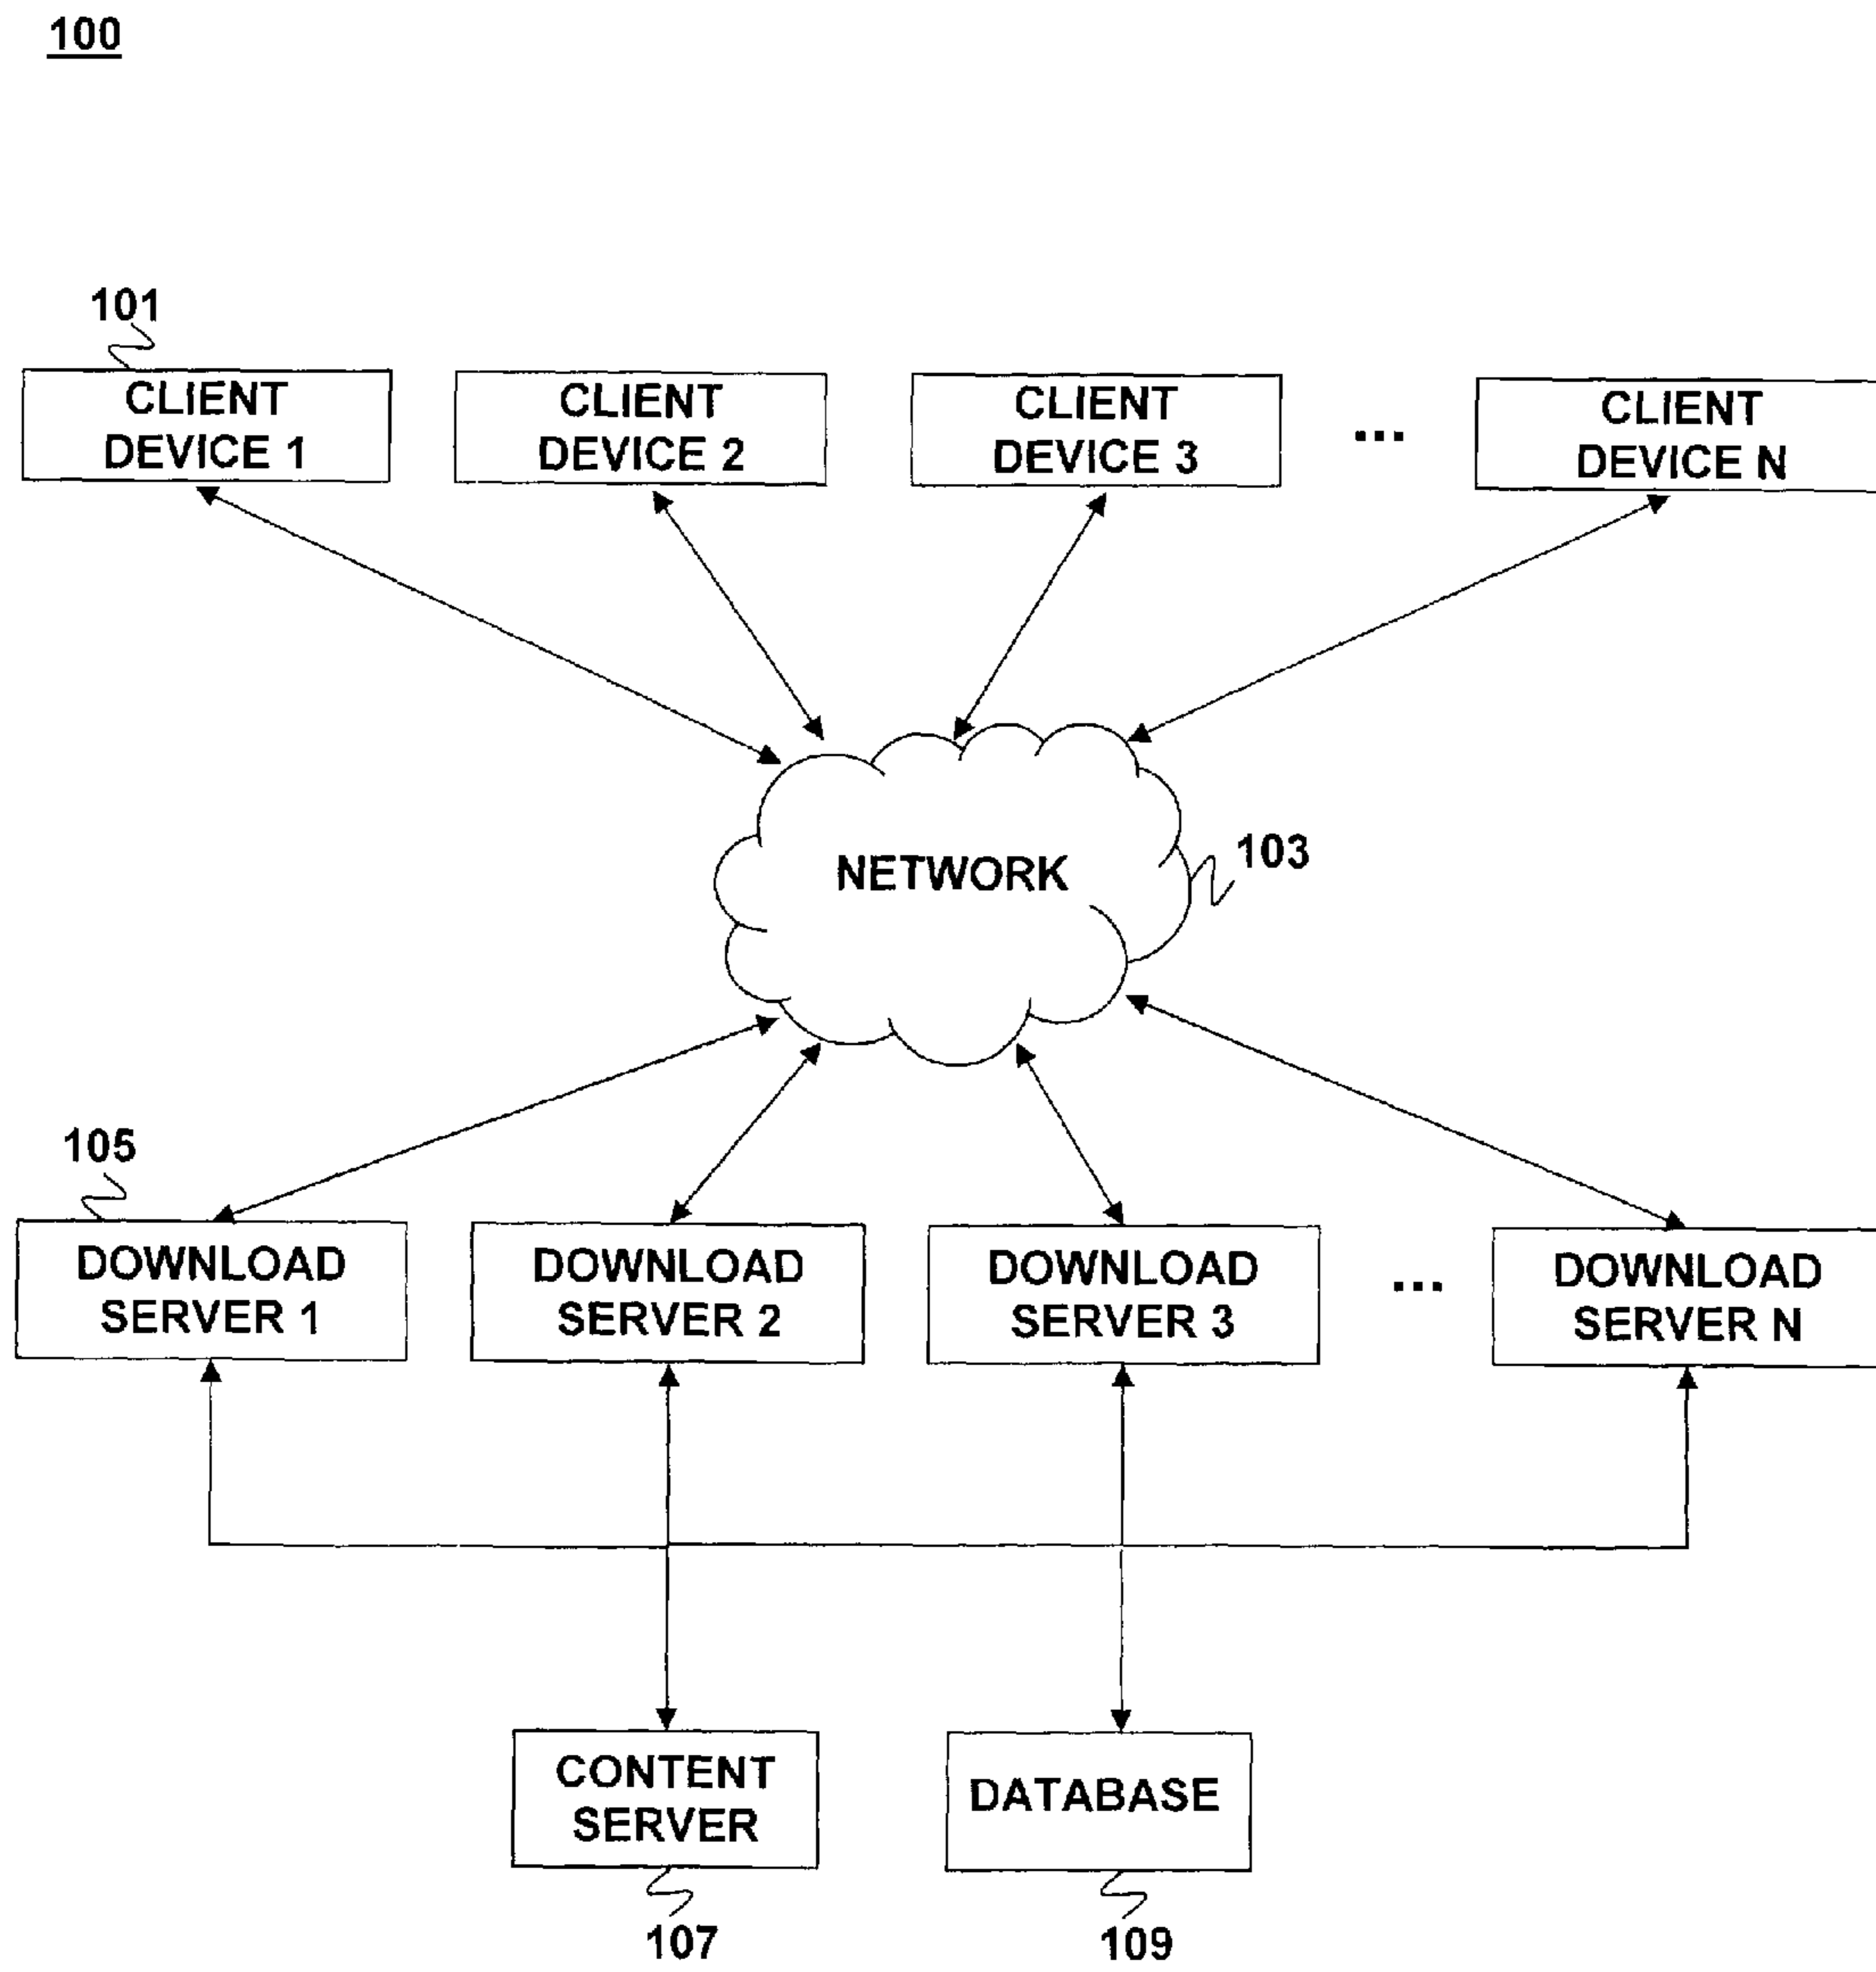 100
101
CLIENT
DEVICE 1
CLIENT
DEVICE 2
CLIENT
DEVICE 3
...
CLIENT
DEVICE N
NETWORK
103
105
DOWNLOAD
SERVER 1
DOWNLOAD
SERVER 2
DOWNLOAD
SERVER 3
...
DOWNLOAD
SERVER N
CONTENT
SERVER
DATABASE
107
109